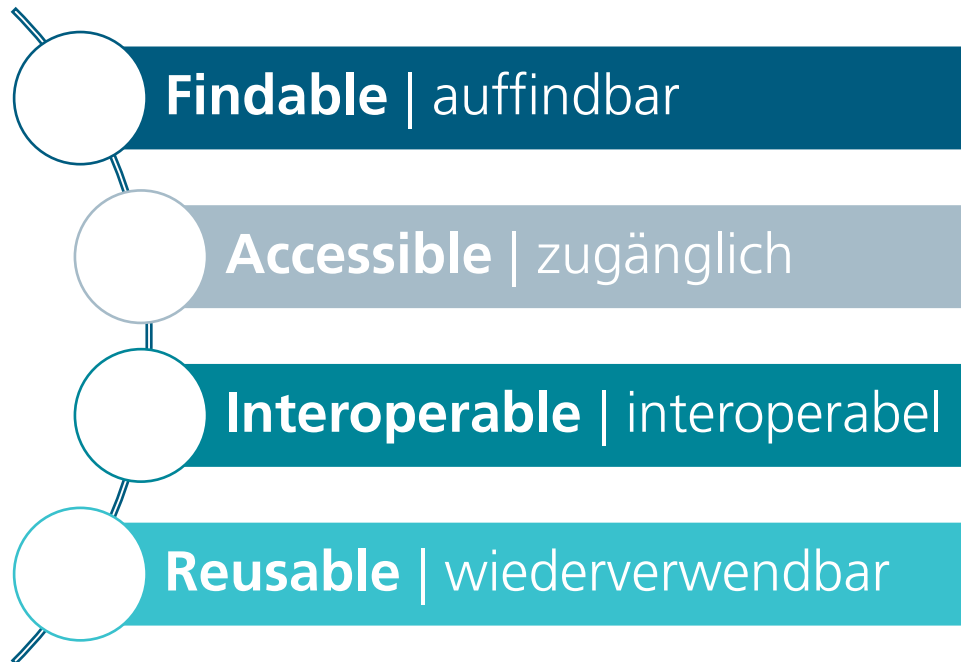 Findable | auffindbar
Accessible | zugänglich
Interoperable | interoperabel
Reusable | wiederverwendbar